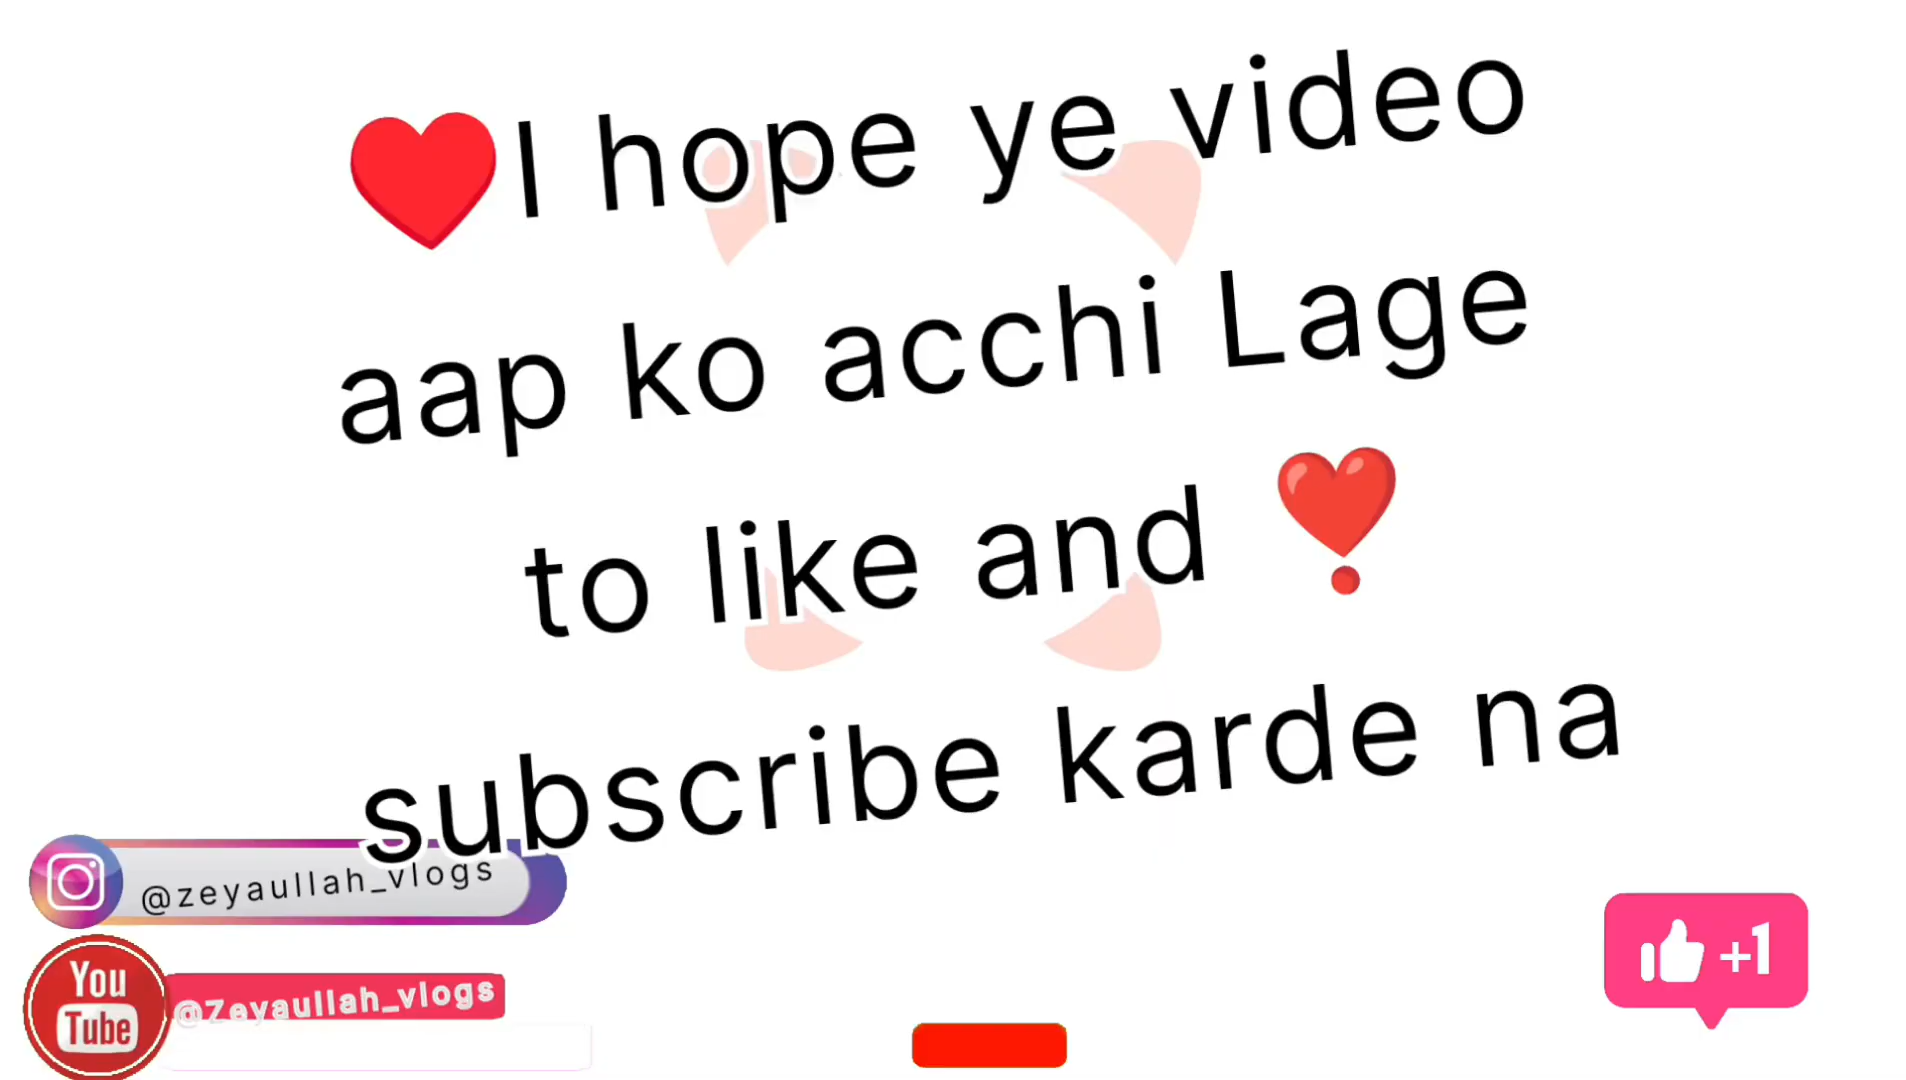 ❤️I hope ye video
aap ko acchi Lage
to like and ❣️
subscribe karde na
@zeyaullah_vlogs
You
Tube
@Zeyaullah_vlogs
+1